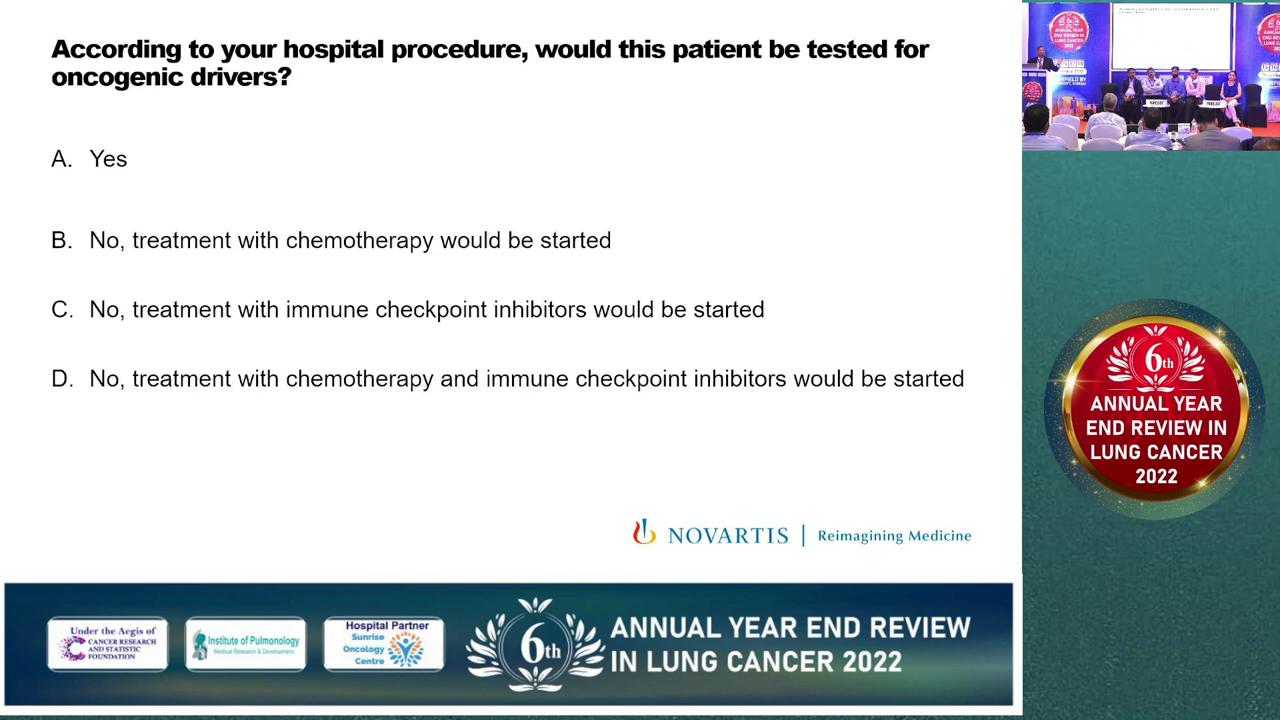 According to your hospital procedure, would this patient be tested for
oncogenic drivers?
A. Yes
B. No, treatment with chemotherapy would be started
C. No, treatment with immune checkpoint inhibitors would be started
D. No, treatment with chemotherapy and immune checkpoint inhibitors would be started
NOVARTIS | Reimagining Medicine
Under the Aegis of
CANCER RESEARCH
AND STATISTIC
FOUNDATION
Institute of Pulmonology
Medical Research & Development
Hospital Partner
Sunrise
Oncology
Centre
6th
ANNUAL YEAR END REVIEW
IN LUNG CANCER 2022
6th
ANNUAL YEAR
END REVIEW IN
LUNG CANCER
2022